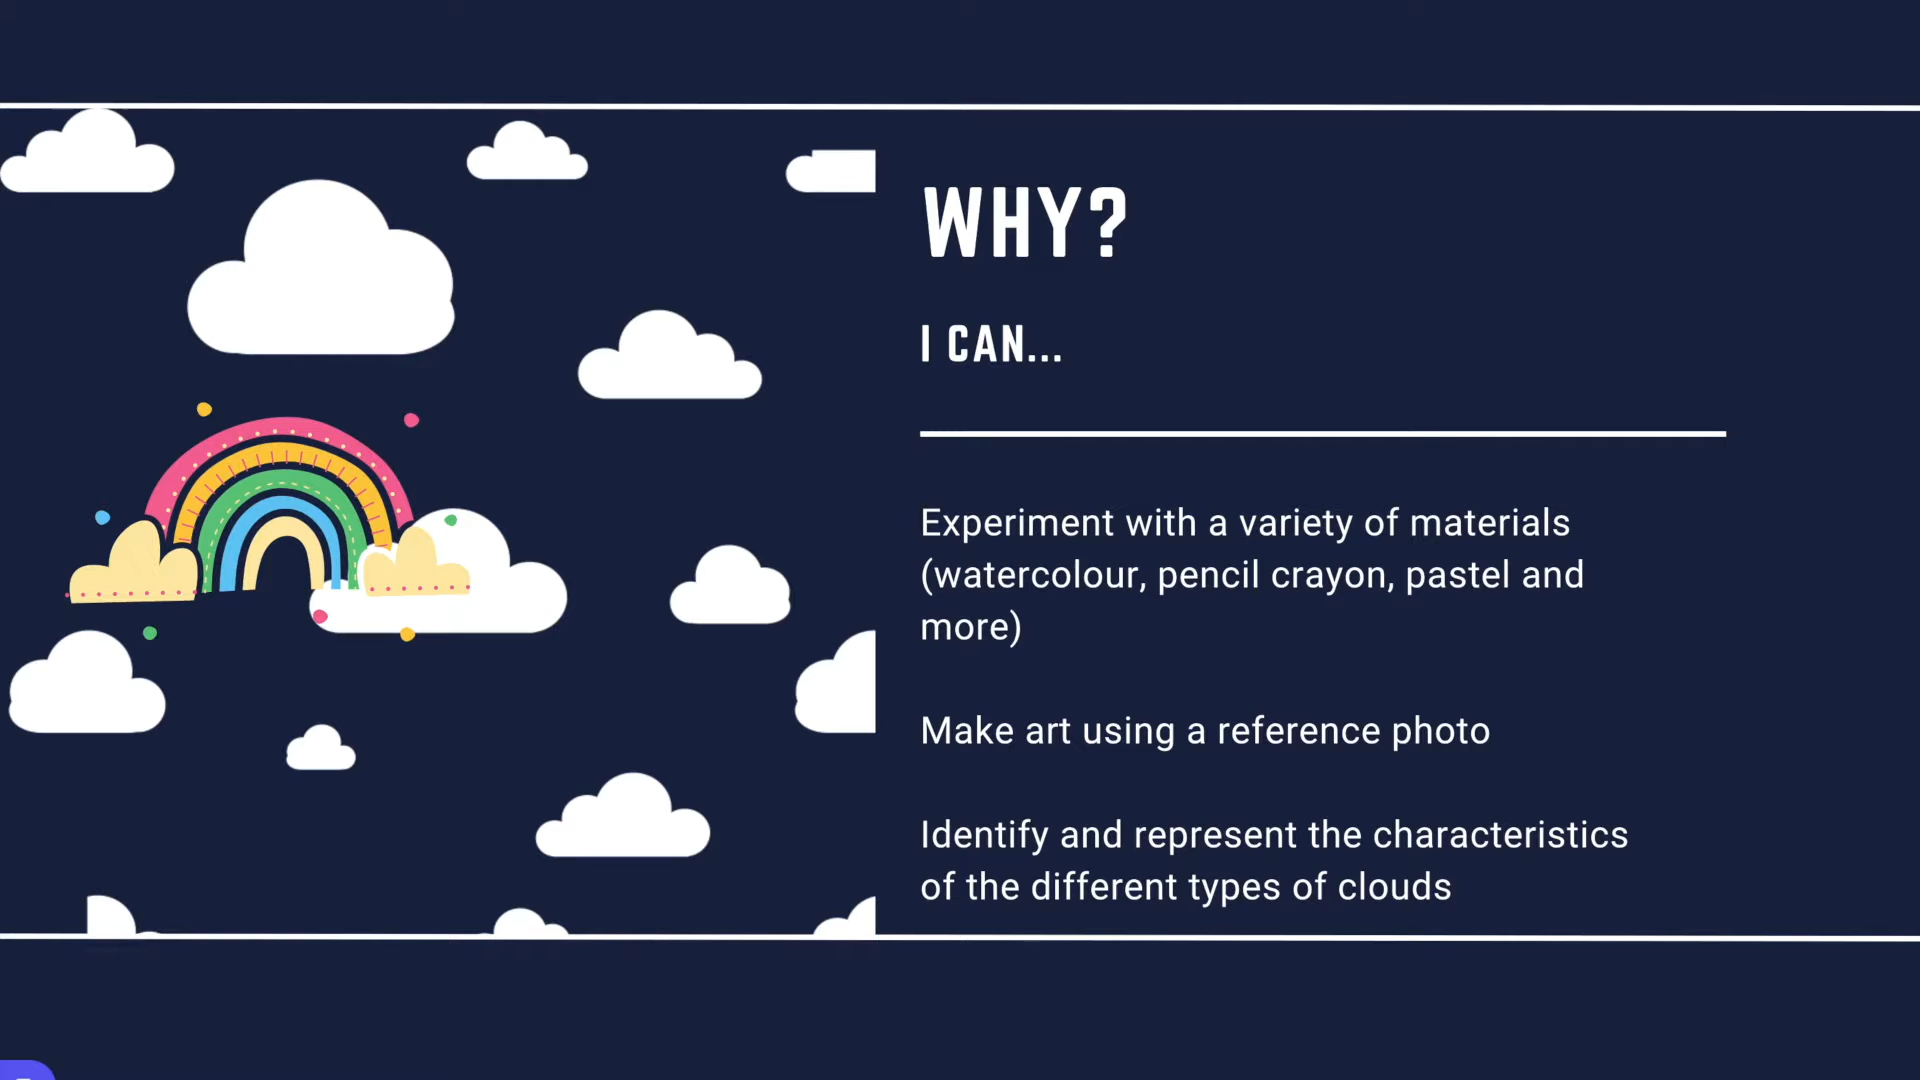 WHY?
I CAN...
Experiment with a variety of materials
(watercolour, pencil crayon, pastel and
more)
Make art using a reference photo
Identify and represent the characteristics
of the different types of clouds